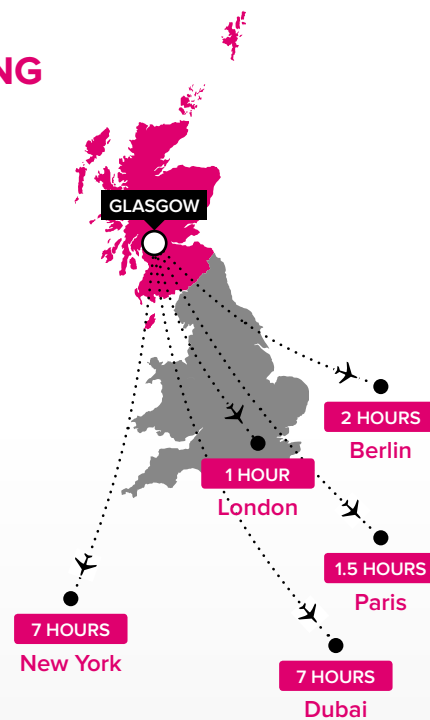 NG
GLASGOW
2 HOURS
Berlin
1 HOUR
London
1.5 HOURS
Paris
7 HOURS
New York
7 HOURS
Dubai